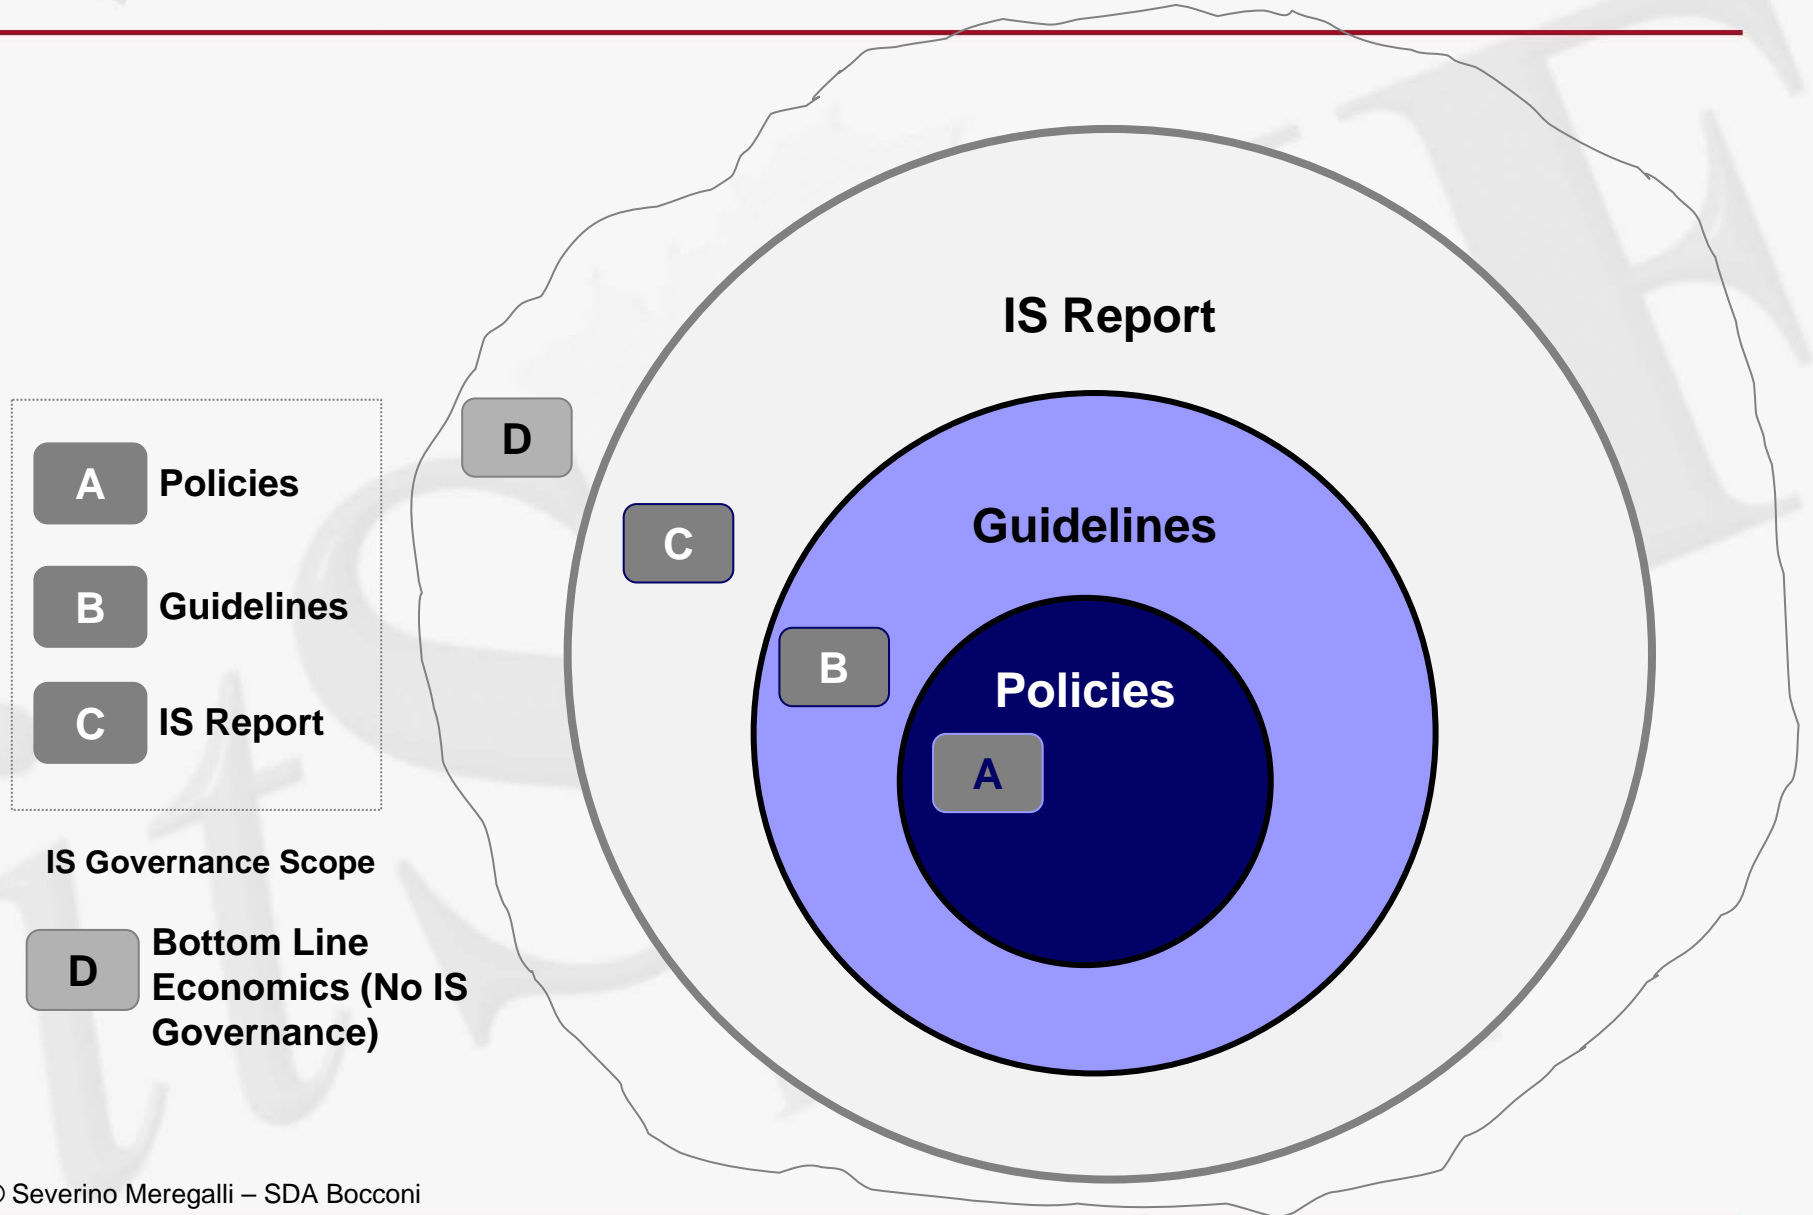 IS Report
D
A
Policies
C
Guidelines
B
Guidelines
B
Policies
C
IS Report
A
IS Governance Scope
D
Bottom Line
Economics (No IS
Governance)
© Severino Meregalli – SDA Bocconi